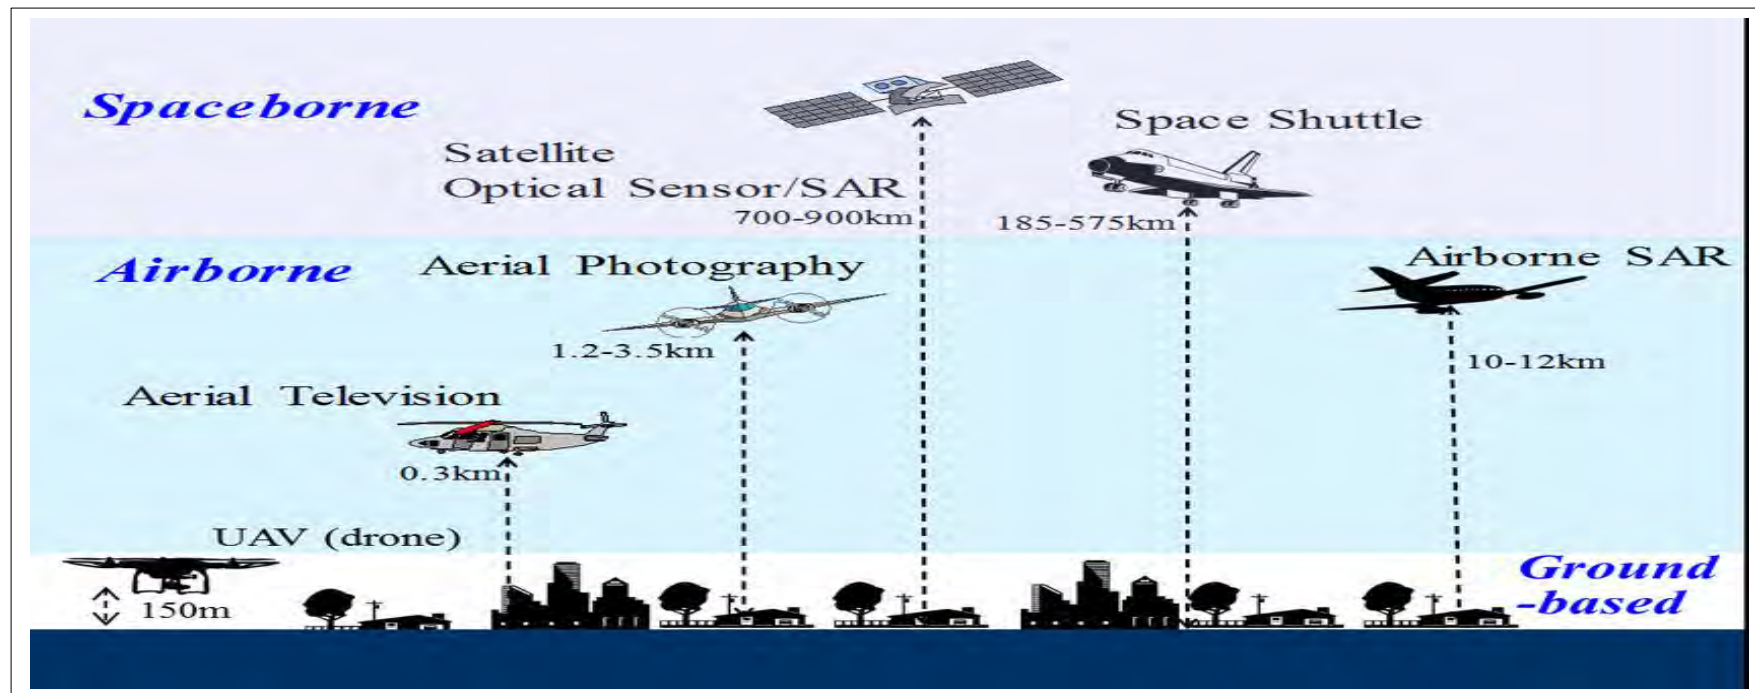 Spaceborne
Space Shuttle
Satellite
Optical Sensor/SAR
700-900km
185-575km
Airborne
Aerial Photography
Airborne SAR
1.2-3.5km
10-12km
Aerial Television
0.3km
UAV (drone)
150m
Ground
-based